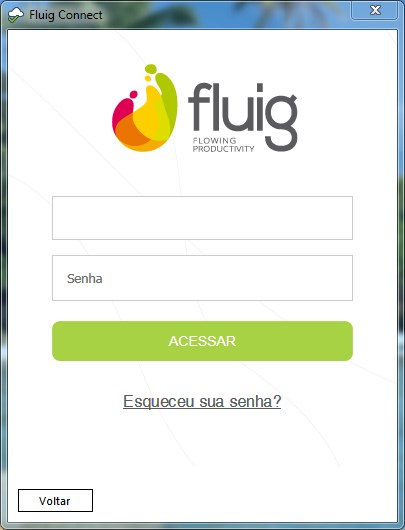 Fluig Connect
fluig
FLOWING
PRODUCTIVITY
Senha
ACESSAR
Esqueceu sua senha?
Voltar